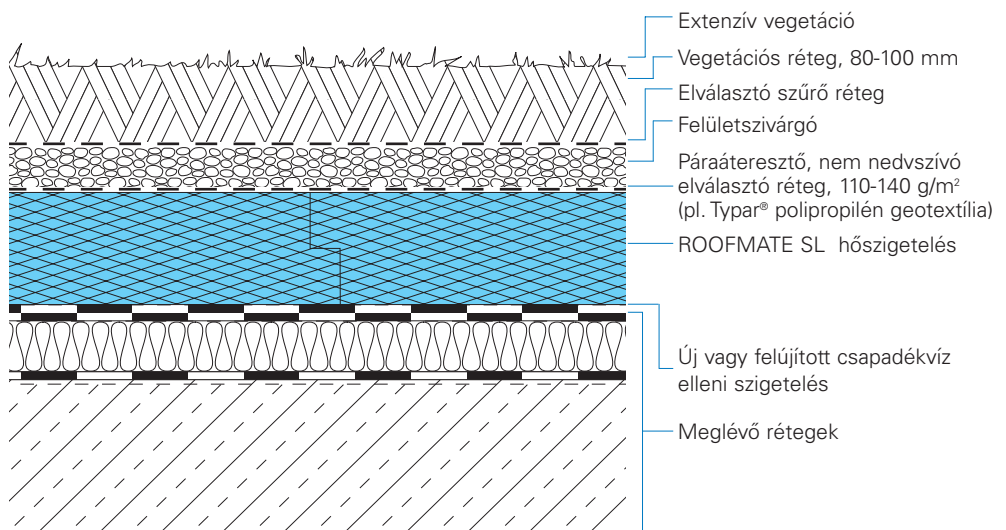 Extenzív vegetáció
Vegetációs réteg, 80-100 mm
Elválasztó szűrő réteg
Felületszivárgó
Páraáteresztő, nem nedvszívó
elválasztó réteg, 110-140 g/m²
(pl. Typar® polipropilén geotextília)
ROOFMATE SL hőszigetelés
Új vagy felújított csapadékvíz
elleni szigetelés
Meglévő rétegek